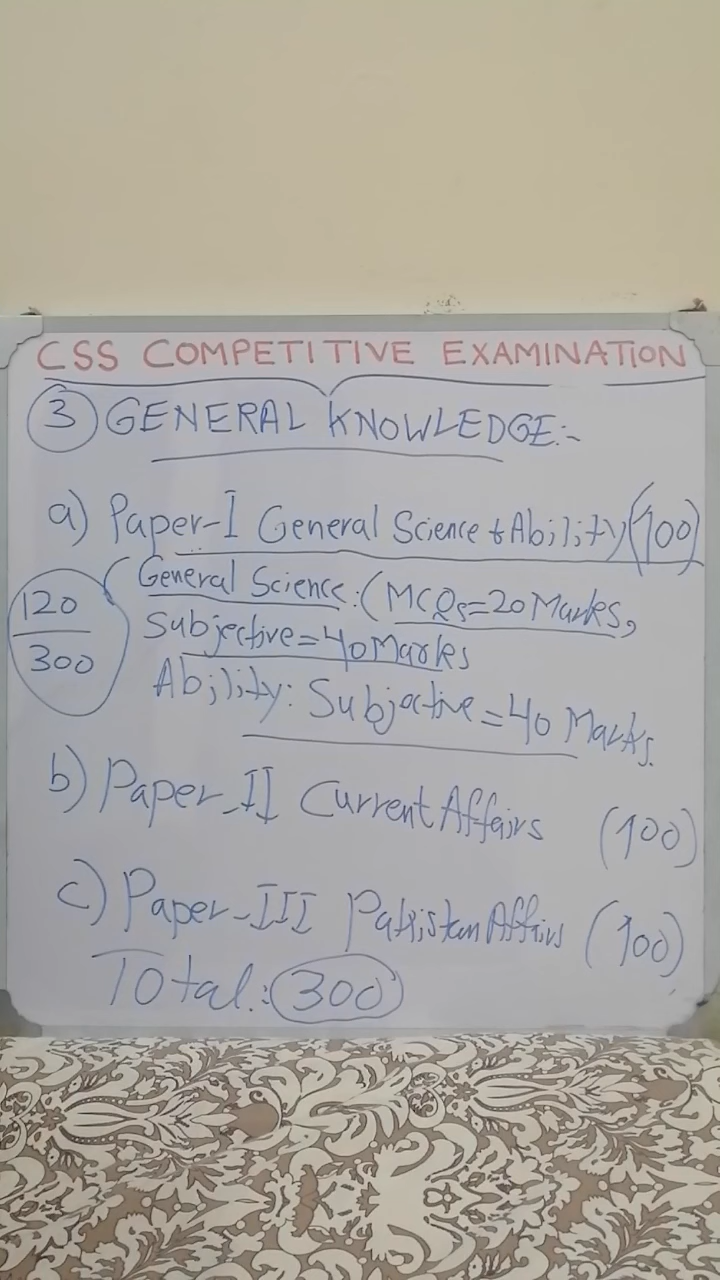 CSS COMPETITIVE EXAMINATION
3 GENERAL KNOWLEDGE:-
a) Paper-I General Science & Ability (100)
General Science: (MCQs=20 Marks,
120
300
Subjective=40 Marks
Ability: Subjective=40 Marks.
b) Paper-II Current Affairs (100)
c) Paper-III Pakistan Affairs (100)
Total: 300